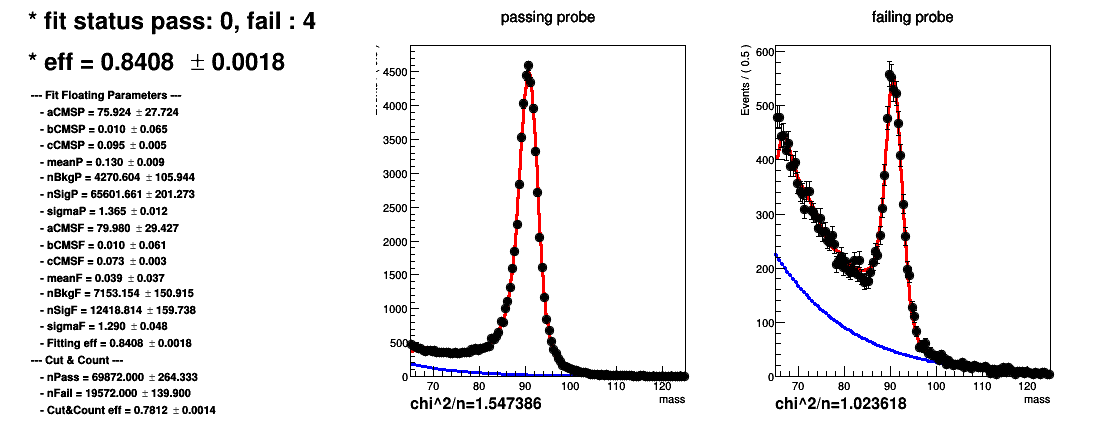 * fit status pass: 0, fail : 4
* eff = 0.8408 ± 0.0018
--- Fit Floating Parameters ---
- aCMSP = 75.924 ± 27.724
- bCMSP = 0.010 ± 0.065
- cCMSP = 0.095 ± 0.005
- meanP = 0.130 ± 0.009
- nBkgP = 4270.604 ± 105.944
- nSigP = 65601.661 ± 201.273
- sigmaP = 1.365 ± 0.012
- aCMSF = 79.980 ± 29.427
- bCMSF = 0.010 ± 0.061
- cCMSF = 0.073 ± 0.003
- meanF = 0.039 ± 0.037
- nBkgF = 7153.154 ± 150.915
- nSigF = 12418.814 ± 159.738
- sigmaF = 1.290 ± 0.048
- Fitting eff = 0.8408 ± 0.0018
--- Cut & Count ---
- nPass = 69872.000 ± 264.333
- nFail = 19572.000 ± 139.900
- Cut&Count eff = 0.7812 ± 0.0014
passing probe
4500
4000
3500
3000
2500
2000
1500
1000
500
0
70 80 90 100 110 120
mass
chi^2/n=1.547386
failing probe
Events / ( 0.5 )
600
500
400
300
200
100
0
70 80 90 100 110 120
mass
chi^2/n=1.023618